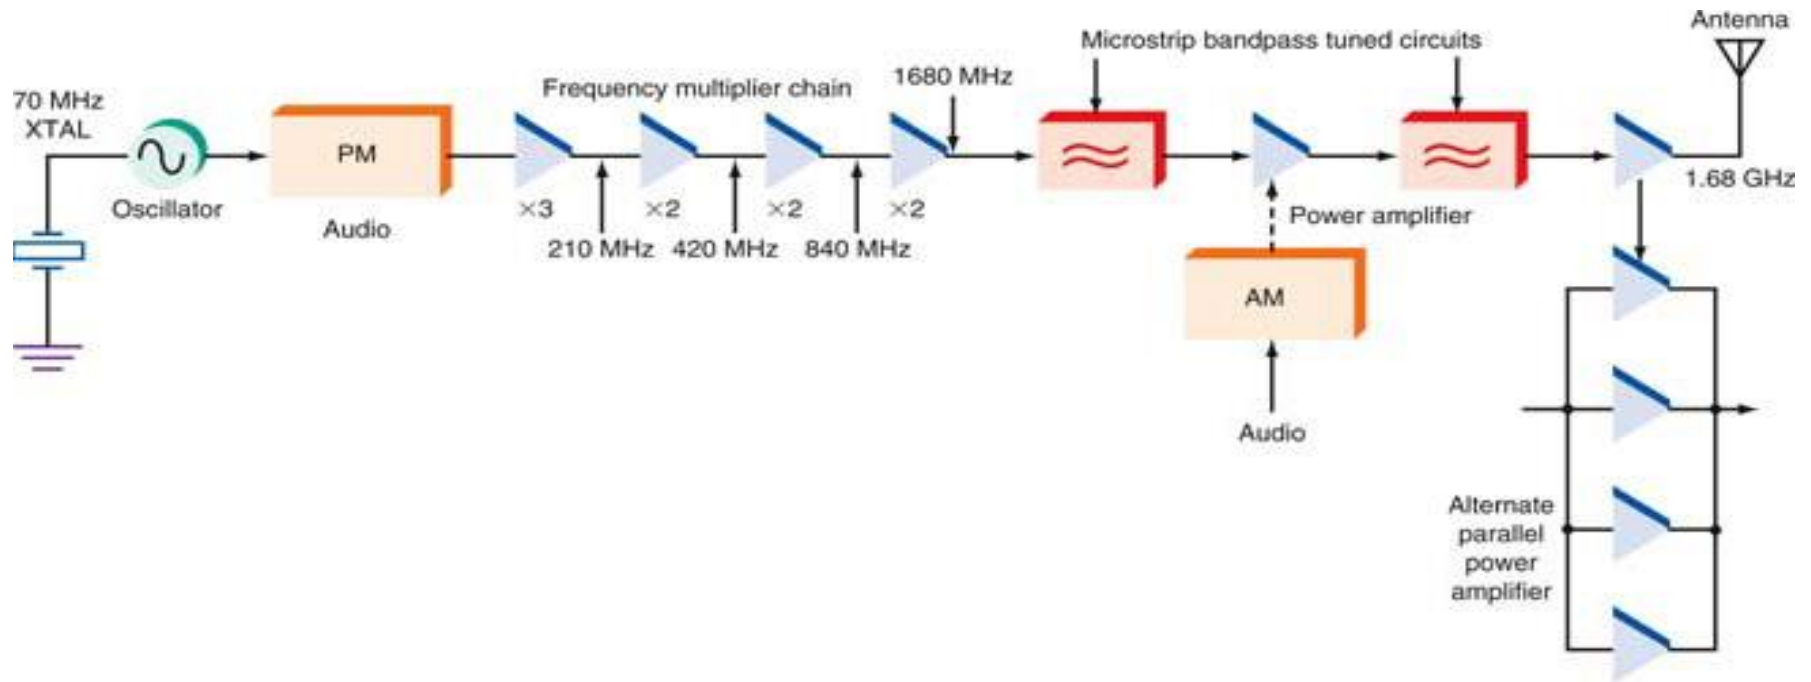 Antenna
Microstrip bandpass tuned circuits
1680 MHz
Frequency multiplier chain
70 MHz
XTAL
PM
1.68 GHz
Oscillator
×3
×2
×2
×2
Power amplifier
Audio
210 MHz
420 MHz
840 MHz
AM
Audio
Alternate
parallel
power
amplifier